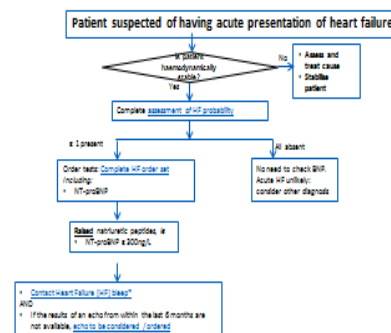 Patient suspected of having acute presentation of heart failure
Is patient
haemodynamically
stable?
No
• Assess and
treat cause
• Stabilise
patient
Yes
Complete assessment of HF probability
≥ 1 present
All absent
Order tests: Complete HF order set
Including:
• NT-proBNP
No need to check BNP.
Acute HF unlikely:
consider other diagnosis
Raised natriuretic peptides, ie
• NT-proBNP ≥ 300ng/L
• Contact Heart Failure (HF) bleep*
AND
• If the results of an echo from within the last 6 months are
not available, echo to be considered / ordered